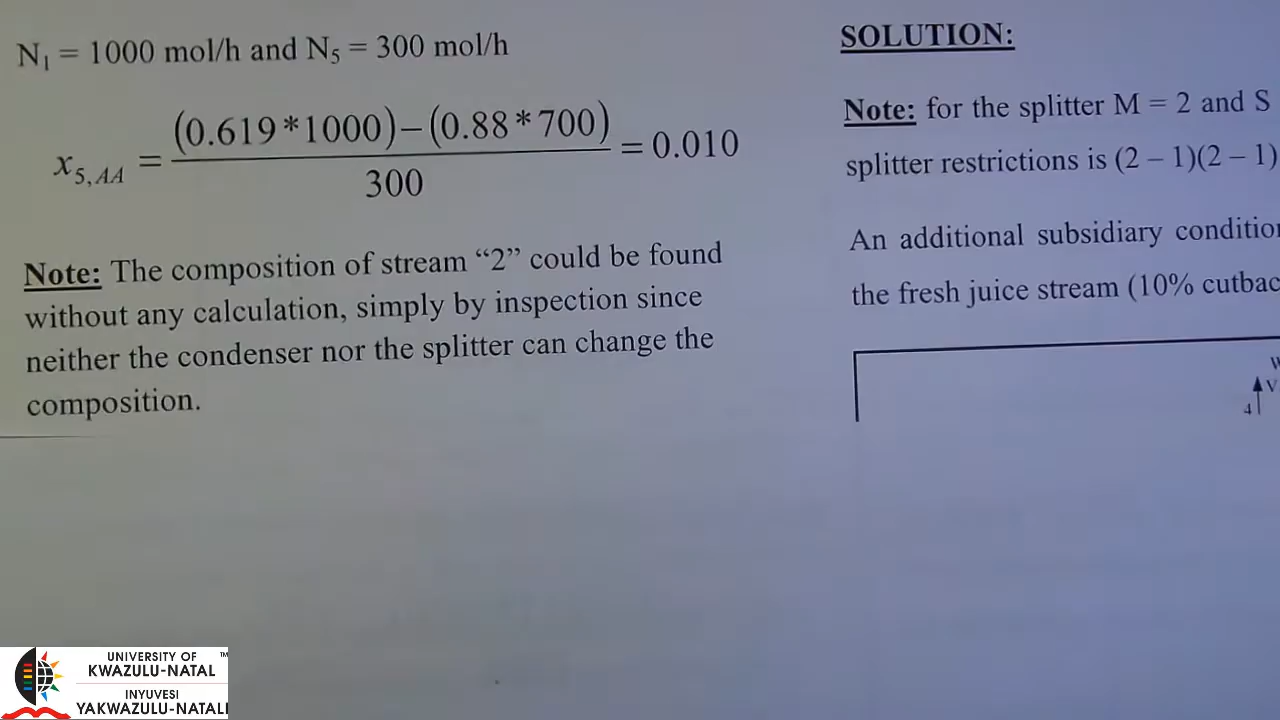 N₁ = 1000 mol/h and N₅ = 300 mol/h
x₅,AA = (0.619*1000)−(0.88*700) / 300 = 0.010
Note: The composition of stream “2” could be found
without any calculation, simply by inspection since
neither the condenser nor the splitter can change the
composition.
SOLUTION:
Note: for the splitter M = 2 and S
splitter restrictions is (2 – 1)(2 – 1)
An additional subsidiary
the fresh juice stream (10%
V
4
UNIVERSITY OF ™
KWAZULU-NATAL
INYUVESI
YAKWAZULU-NATALI